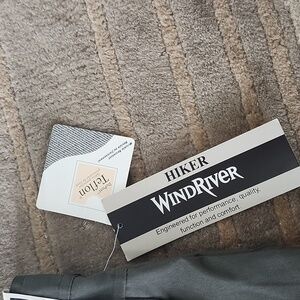 HIKER
WINDRIVER
Engineered for performance, quality,
function and comfort
Teflon